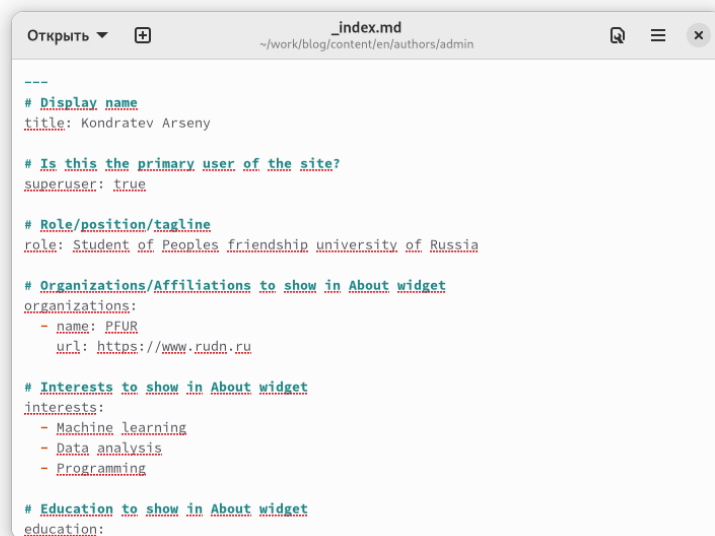 Открыть
_index.md
~/work/blog/content/en/authors/admin
---
# Display name
title: Kondratev Arseny
# Is this the primary user of the site?
superuser: true
# Role/position/tagline
role: Student of Peoples friendship university of Russia
# Organizations/Affiliations to show in About widget
organizations:
- name: PFUR
url: https://www.rudn.ru
# Interests to show in About widget
interests:
- Machine learning
- Data analysis
- Programming
# Education to show in About widget
education: